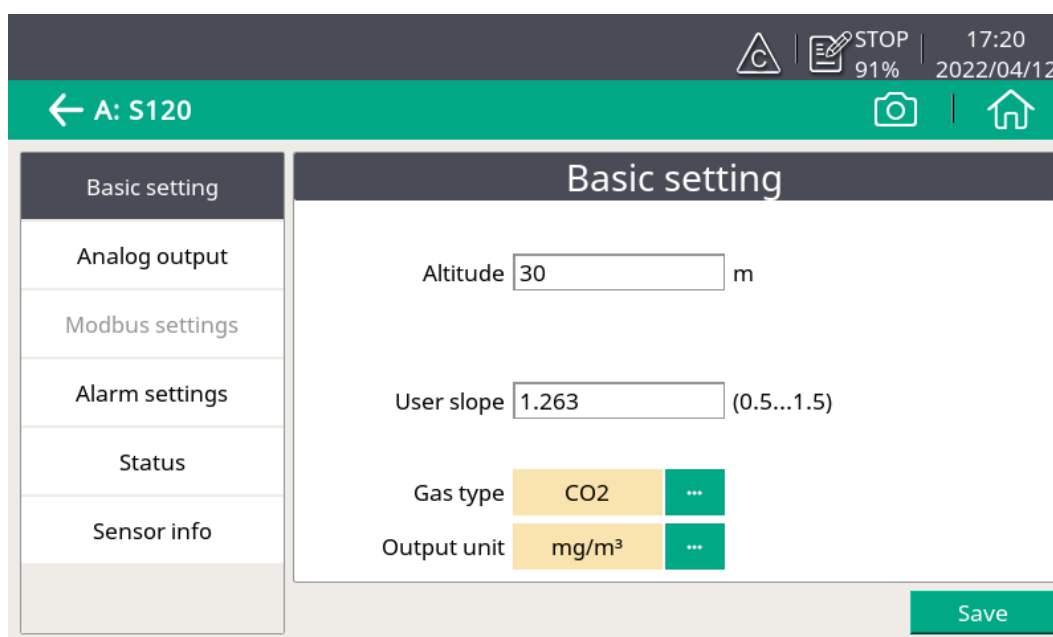 C
STOP
91%
17:20
2022/04/12
A: S120
Basic setting
Analog output
Modbus settings
Alarm settings
Status
Sensor info
Basic setting
Altitude 30 m
User slope 1.263 (0.5...1.5)
Gas type CO2 ...
Output unit mg/m³ ...
Save